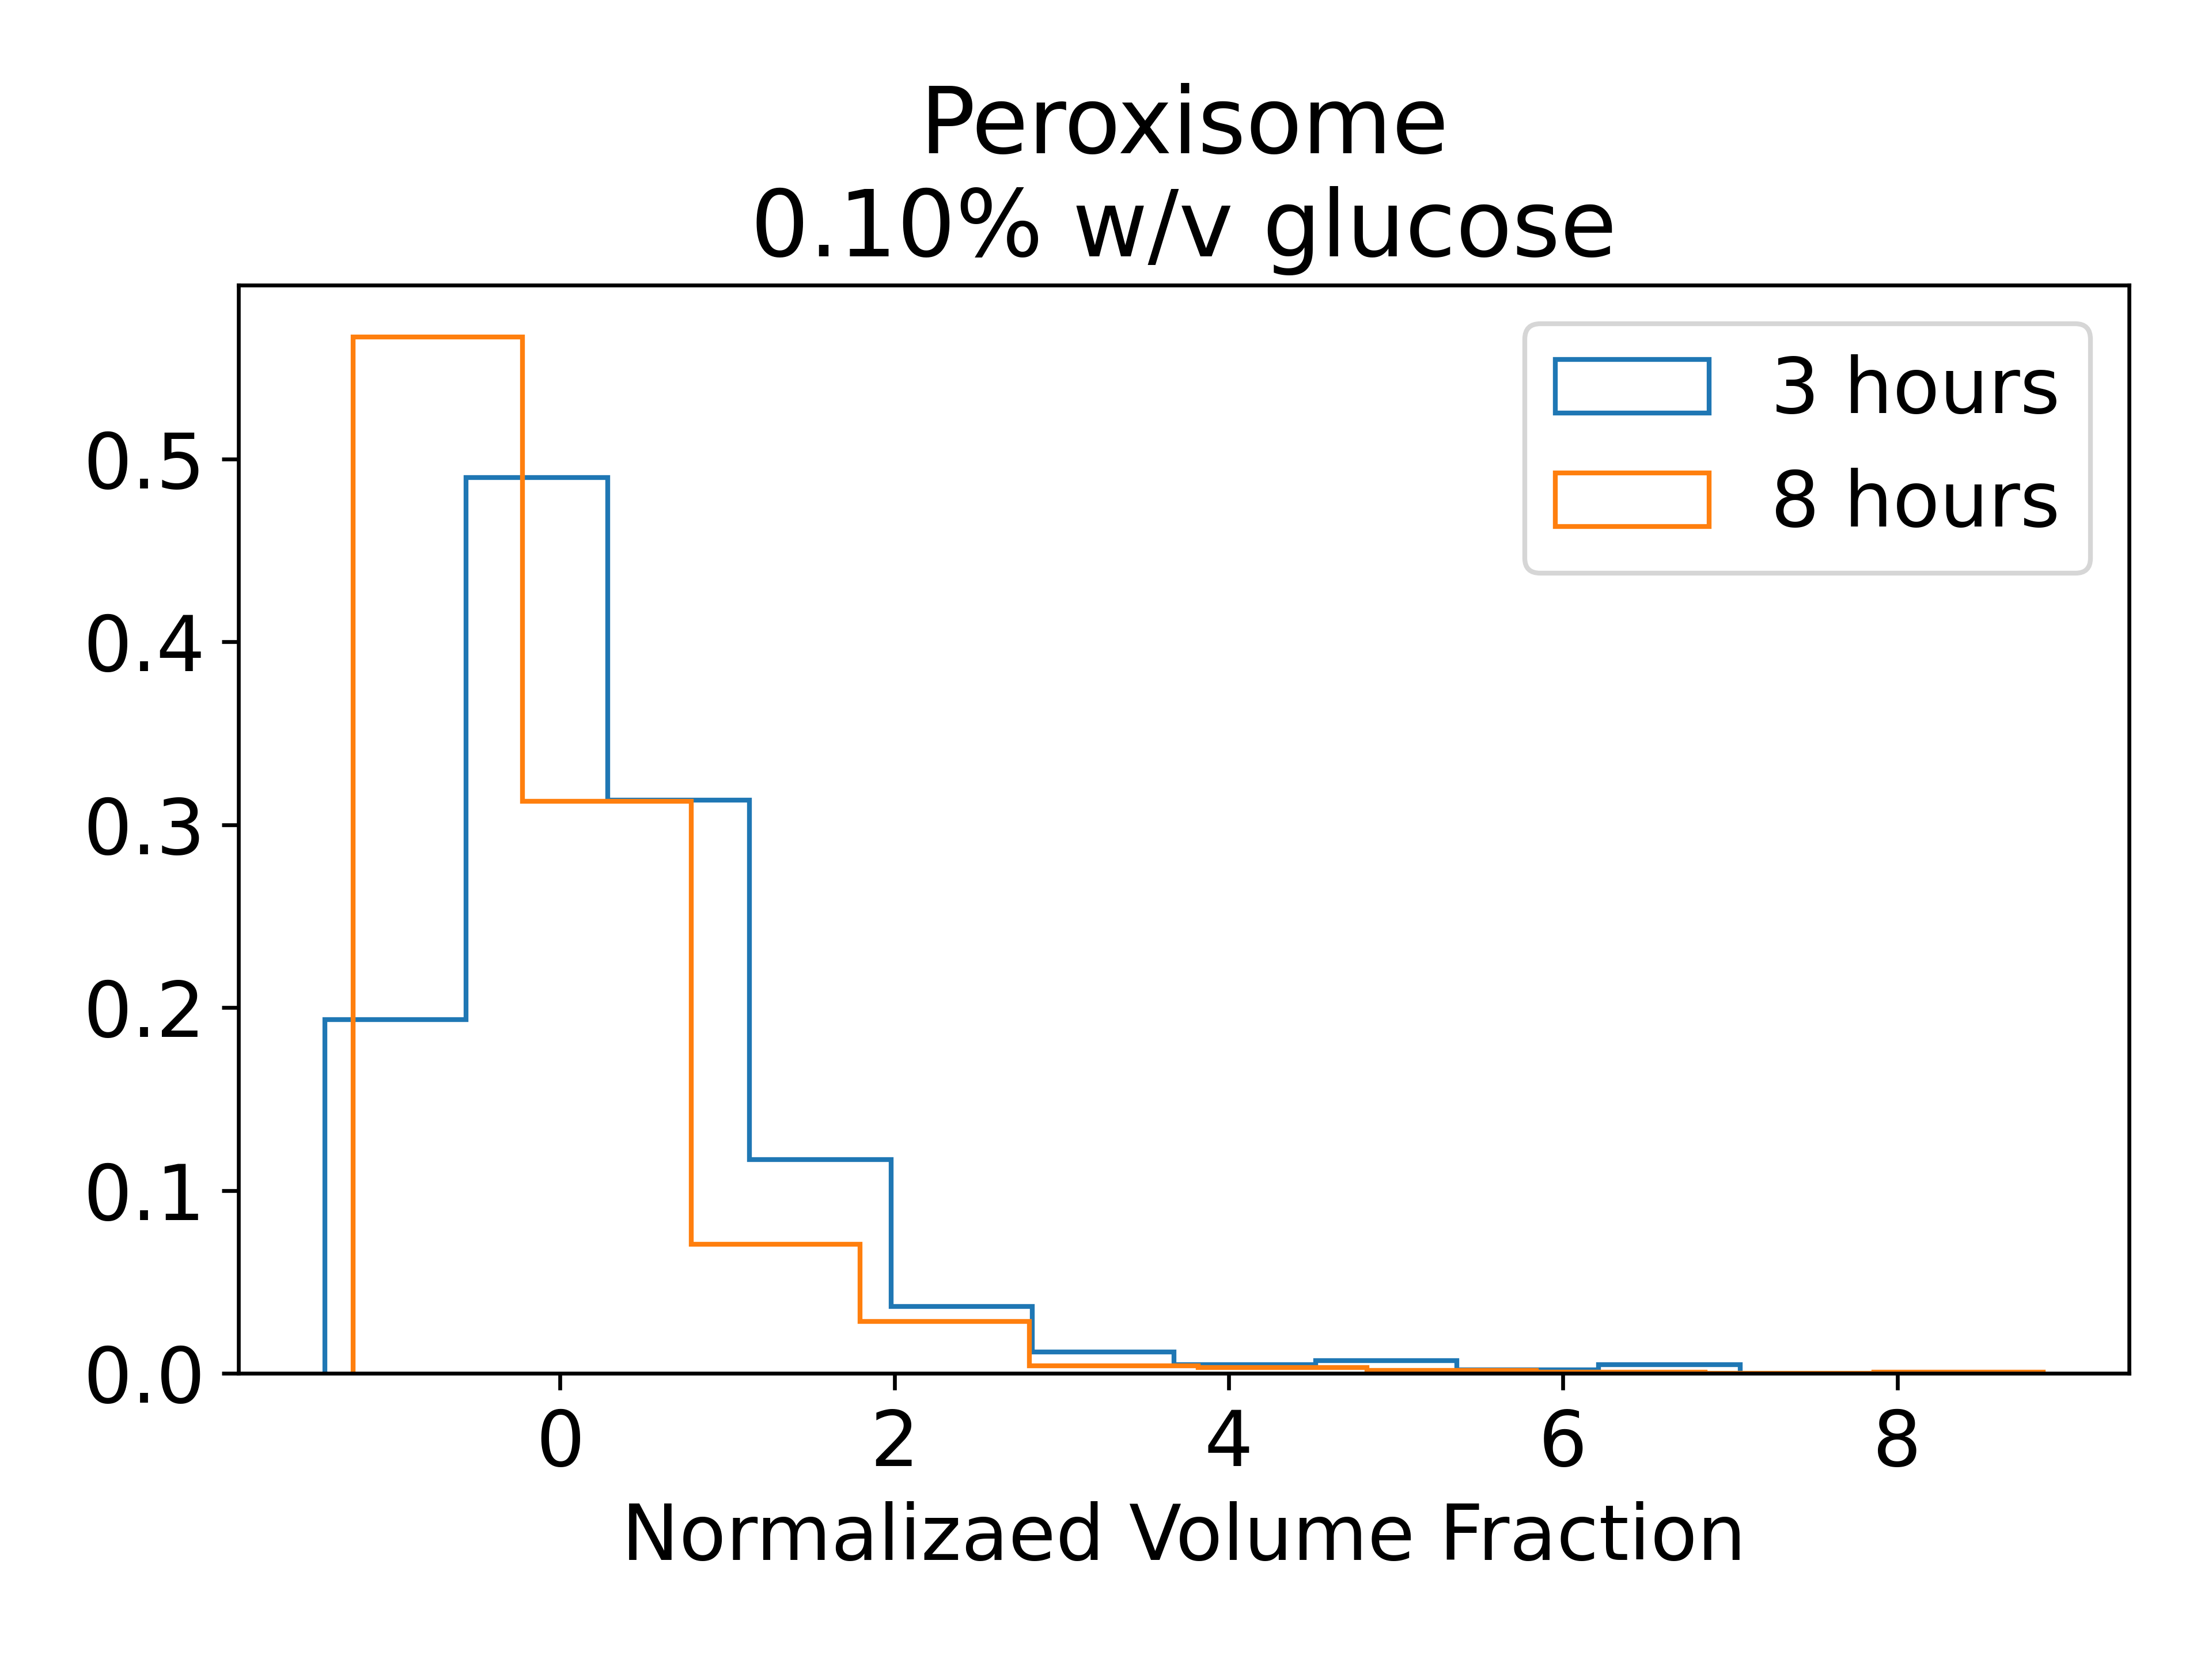 Peroxisome
0.10% w/v glucose
3 hours
8 hours
0.5
0.4
0.3
0.2
0.1
0.0
0 2 4 6 8
Normalizaed Volume Fraction